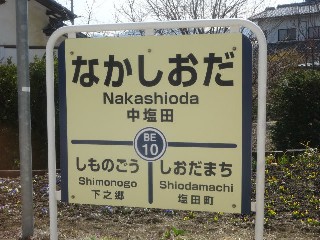 なかしおだ
Nakashioda
中塩田
BE
10
しものごう しおだまち
Shimonogo Shiodamachi
下之郷 塩田町